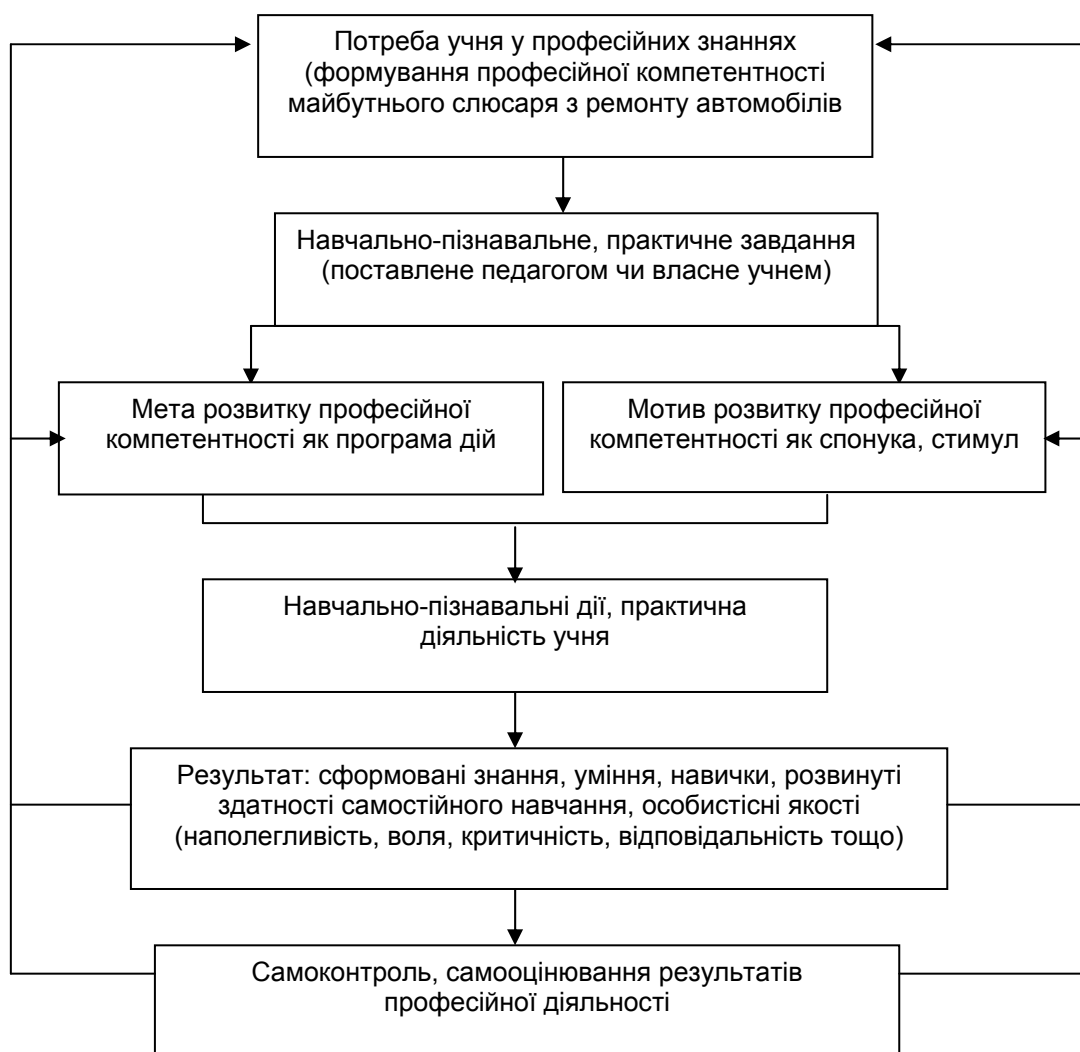 Потреба учня у професійних знаннях
(формування професійної компетентності
майбутнього слюсаря з ремонту автомобілів
Навчально-пізнавальне, практичне завдання
(поставлене педагогом чи власне учнем)
Мета розвитку професійної
компетентності як програма дій
Мотив розвитку професійної
компетентності як спонука, стимул
Навчально-пізнавальні дії, практична
діяльність учня
Результат: сформовані знання, уміння, навички, розвинуті
здатності самостійного навчання, особистісні якості
(наполегливість, воля, критичність, відповідальність тощо)
Самоконтроль, самооцінювання результатів
професійної діяльності